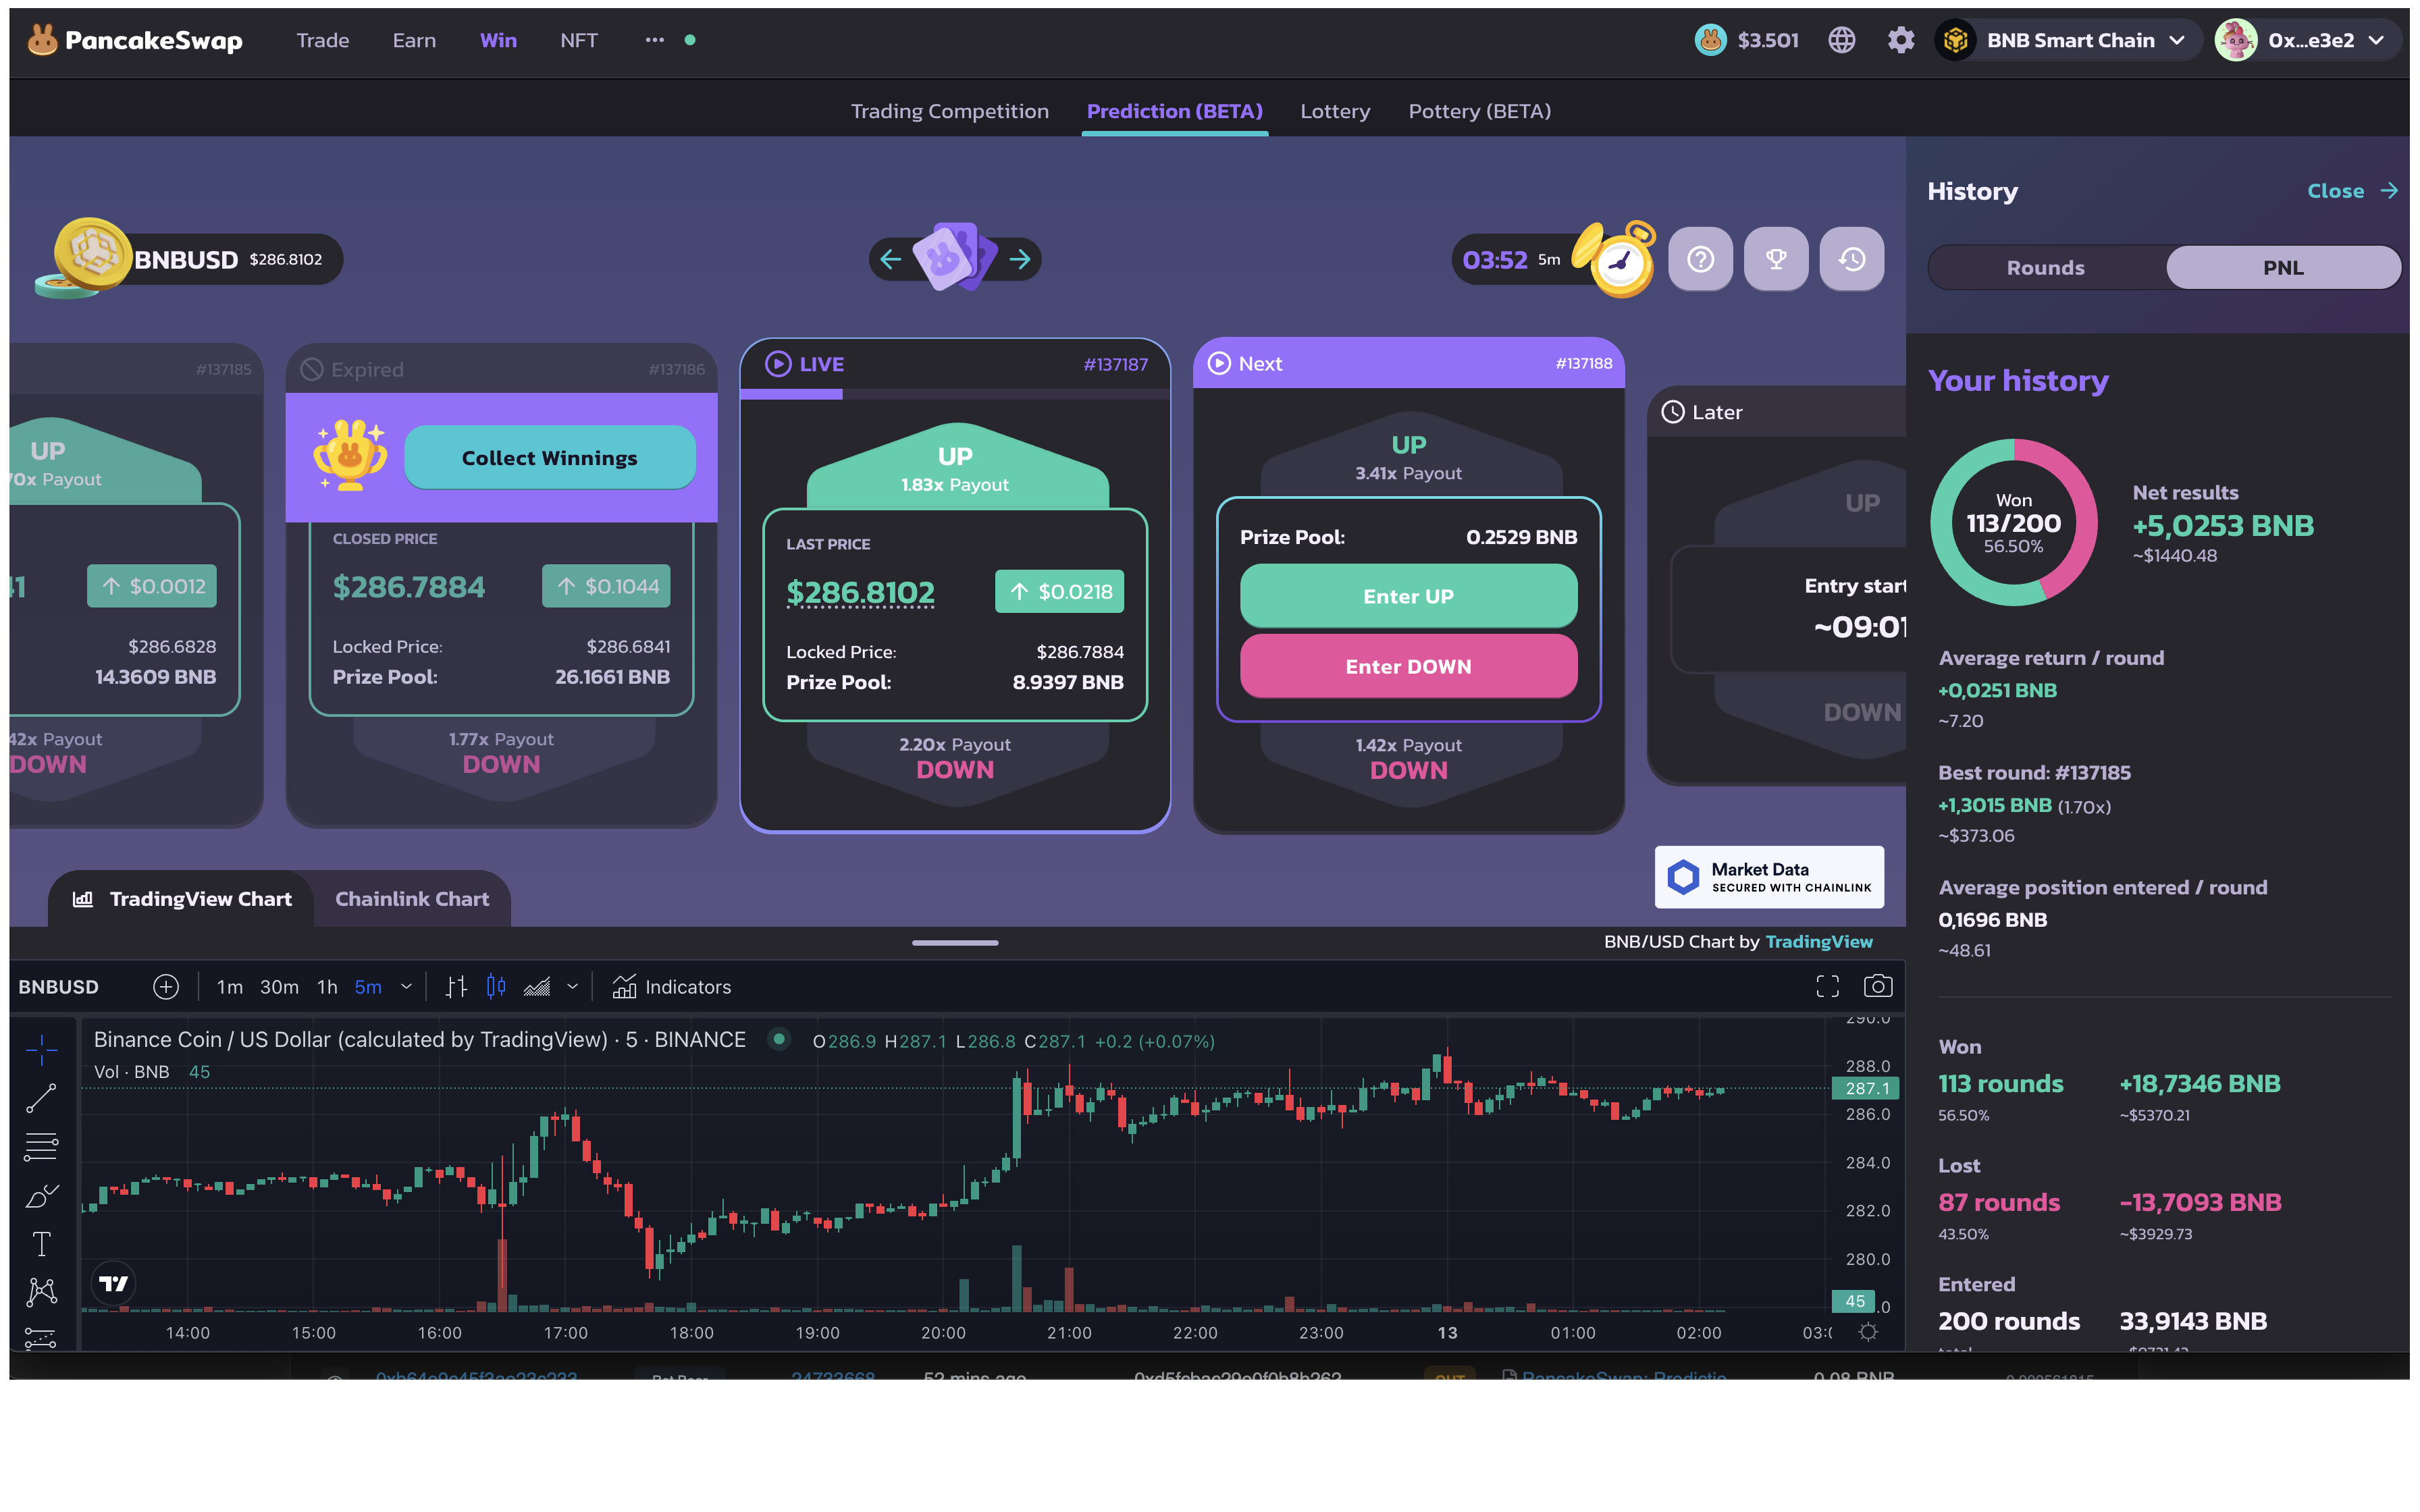 PancakeSwap
Trade
Earn
Win
NFT
$3.501
BNB Smart Chain
0x...e3e2
Trading Competition
Prediction (BETA)
Lottery
Pottery (BETA)
BNBUSD $286.8102
03:52 5m
#137185
UP
70x Payout
$0.0012
$286.6828
14.3609 BNB
42x Payout
DOWN
Expired #137186
Collect Winnings
CLOSED PRICE
$286.7884
$0.1044
Locked Price: $286.6841
Prize Pool: 26.1661 BNB
1.77x Payout
DOWN
LIVE #137187
UP
1.83x Payout
LAST PRICE
$286.8102
$0.0218
Locked Price: $286.7884
Prize Pool: 8.9397 BNB
2.20x Payout
DOWN
Next #137188
UP
3.41x Payout
Prize Pool: 0.2529 BNB
Enter UP
Enter DOWN
1.42x Payout
DOWN
Later
UP
Entry start
~09:01
DOWN
Market Data
SECURED WITH CHAINLINK
TradingView Chart
Chainlink Chart
BNB/USD Chart by TradingView
BNBUSD
1m 30m 1h 5m
Indicators
Binance Coin / US Dollar (calculated by TradingView) · 5 · BINANCE
O286.9 H287.1 L286.8 C287.1 +0.2 (+0.07%)
Vol · BNB 45
290.0
288.0
287.1
286.0
284.0
282.0
280.0
45
.0
14:00 15:00 16:00 17:00 18:00 19:00 20:00 21:00 22:00 23:00 13 01:00 02:00
History
Close
Rounds
PNL
Your history
Won
113/200
56.50%
Net results
+5,0253 BNB
~$1440.48
Average return / round
+0,0251 BNB
~7.20
Best round: #137185
+1,3015 BNB (1.70x)
~$373.06
Average position entered / round
0,1696 BNB
~48.61
Won
113 rounds +18,7346 BNB
56.50% ~$5370.21
Lost
87 rounds -13,7093 BNB
43.50% ~$3929.73
Entered
200 rounds 33,9143 BNB
52 mins ago
OUT
0.08 BNB